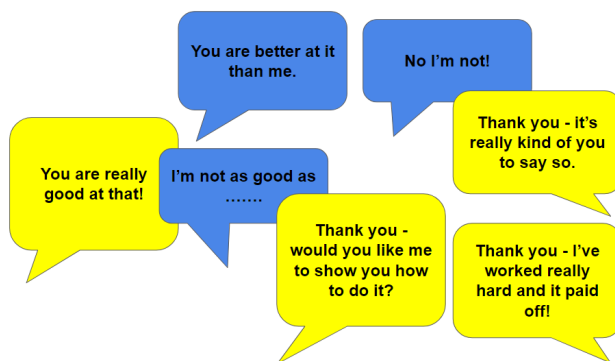 You are better at it
than me.
No I'm not!
You are really
good at that!
I'm not as good as
.......
Thank you - it's
really kind of you
to say so.
Thank you -
would you like me
to show you how
to do it?
Thank you - I've
worked really
hard and it paid
off!